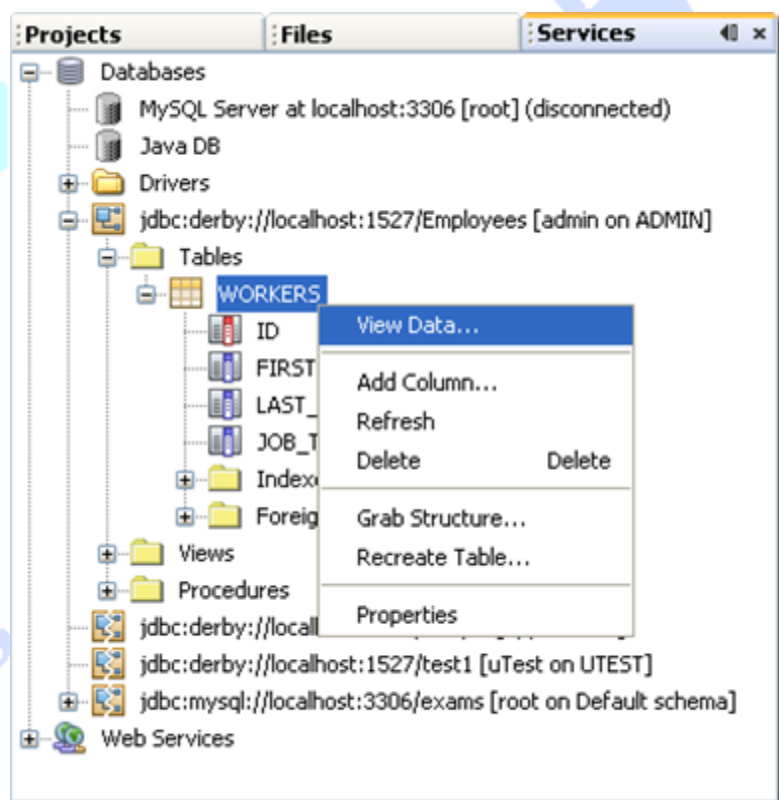 Projects Files Services
Databases
MySQL Server at localhost:3306 [root] (disconnected)
Java DB
Drivers
jdbc:derby://localhost:1527/Employees [admin on ADMIN]
Tables
WORKERS
ID
FIRST
LAST_
JOB_T
Indexe
Foreig
View Data...
Add Column...
Refresh
Delete Delete
Grab Structure...
Recreate Table...
Properties
Views
Procedures
jdbc:derby://local
jdbc:derby://localhost:1527/test1 [uTest on UTEST]
jdbc:mysql://localhost:3306/exams [root on Default schema]
Web Services